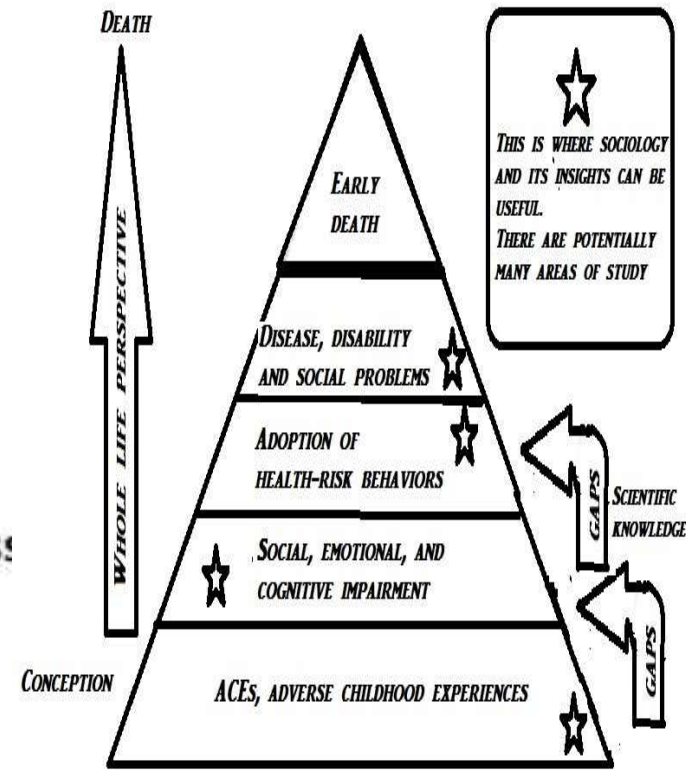 DEATH
WHOLE LIFE PERSPECTIVE
CONCEPTION
EARLY
DEATH
DISEASE, DISABILITY
AND SOCIAL PROBLEMS
ADOPTION OF
HEALTH-RISK BEHAVIORS
SOCIAL, EMOTIONAL, AND
COGNITIVE IMPAIRMENT
ACES, ADVERSE CHILDHOOD EXPERIENCES
THIS IS WHERE SOCIOLOGY
AND ITS INSIGHTS CAN BE
USEFUL.
THERE ARE POTENTIALLY
MANY AREAS OF STUDY
GAPS
SCIENTIFIC
KNOWLEDGE
GAPS